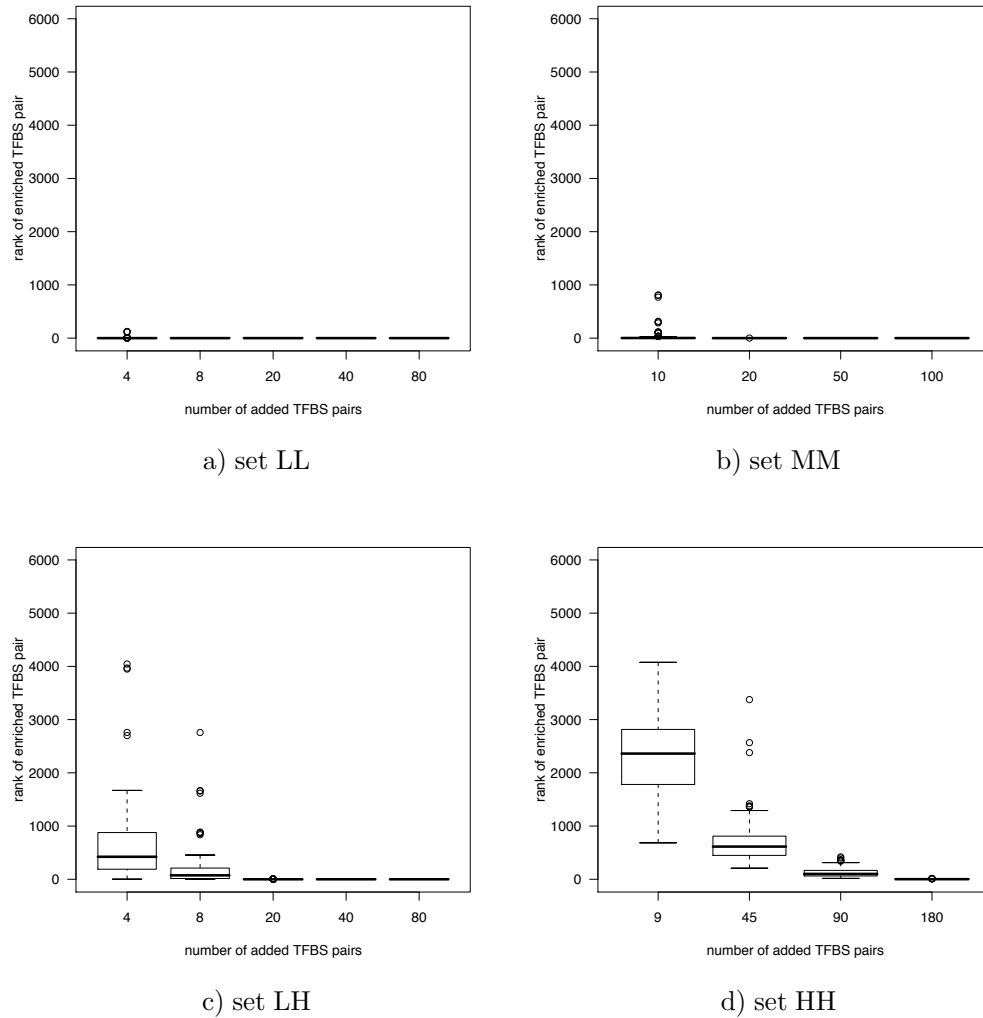 6000
5000
4000
3000
2000
1000
0
rank of enriched TFBS pair
4 8 20 40 80
number of added TFBS pairs
a) set LL
6000
5000
4000
3000
2000
1000
0
rank of enriched TFBS pair
10 20 50 100
number of added TFBS pairs
b) set MM
6000
5000
4000
3000
2000
1000
0
rank of enriched TFBS pair
4 8 20 40 80
number of added TFBS pairs
c) set LH
6000
5000
4000
3000
2000
1000
0
rank of enriched TFBS pair
9 45 90 180
number of added TFBS pairs
d) set HH